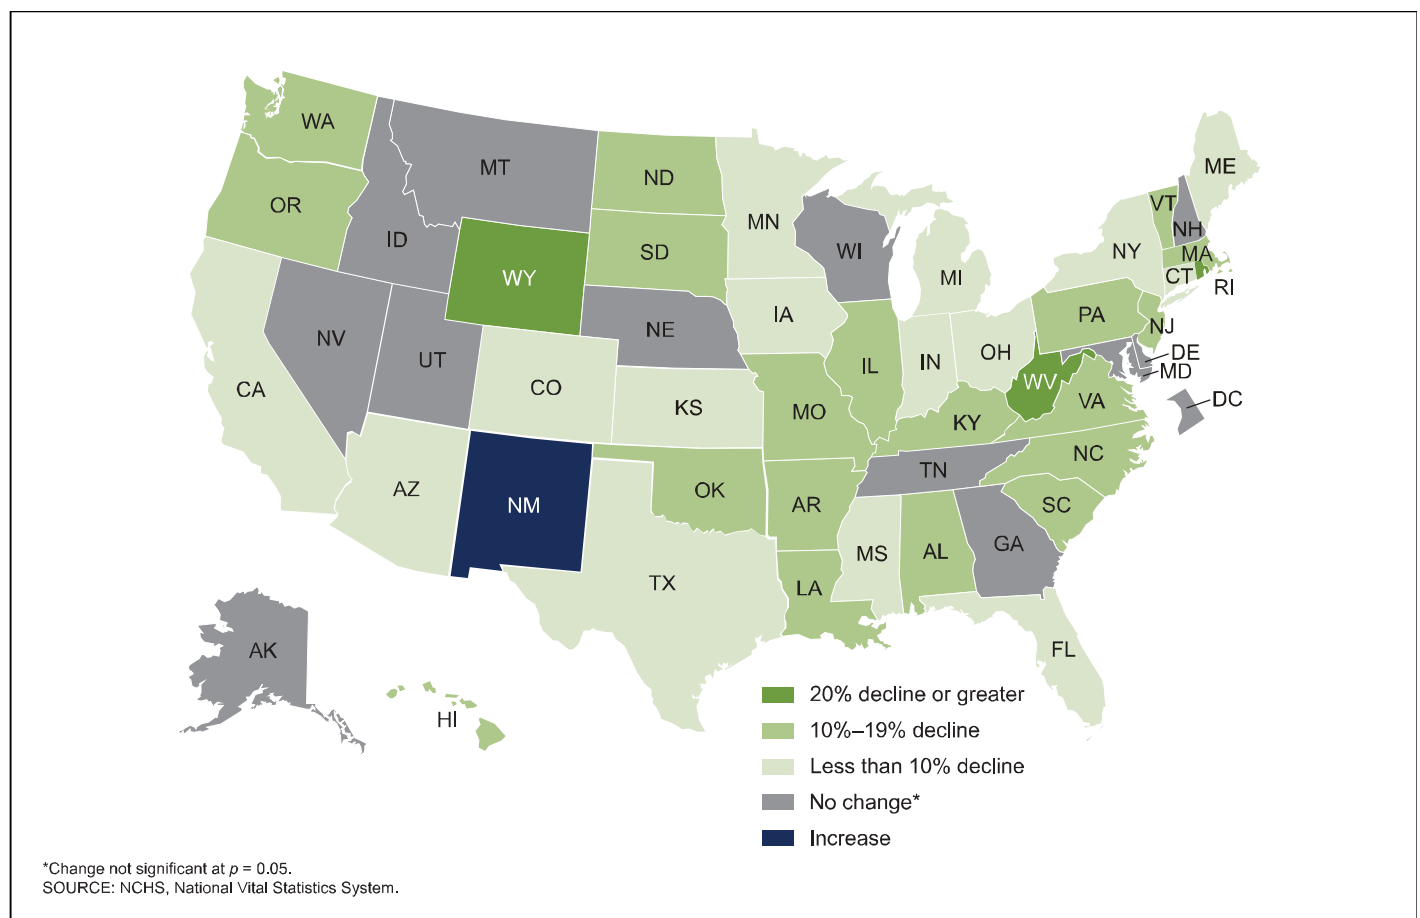 WA
MT
ND
ME
OR
MN
VT
NH
ID
SD
WI
NY
MA
WY
MI
CT
RI
IA
PA
NJ
NV
NE
UT
OH
DE
CO
IL
IN
MD
CA
WV
KS
MO
VA
DC
KY
TN
NC
AZ
OK
AR
SC
NM
MS
AL
GA
TX
LA
AK
FL
HI
20% decline or greater
10%–19% decline
Less than 10% decline
No change*
Increase
*Change not significant at p = 0.05.
SOURCE: NCHS, National Vital Statistics System.